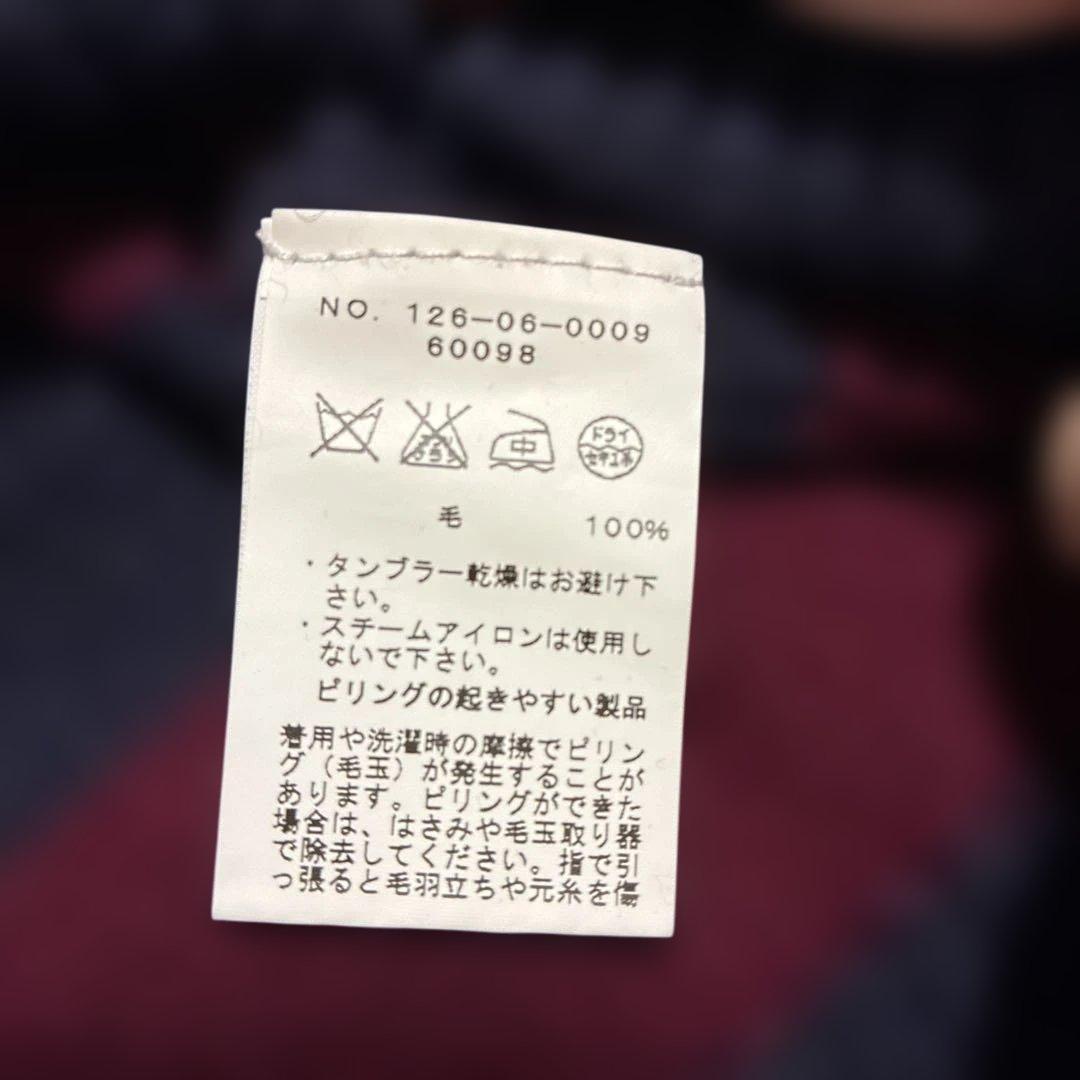 NO. 126-06-0009
60098
中
ドライ
セキユ系
毛 100%
・タンブラー乾燥はお避け下
さい。
・スチームアイロンは使用し
ないで下さい。
ピリングの起きやすい製品
着用や洗濯時の摩擦でピリン
グ（毛玉）が発生することが
あります。ピリングができた
場合は、はさみや毛玉取り器
で除去してください。指で引
っ張ると毛羽立ちや元糸を傷